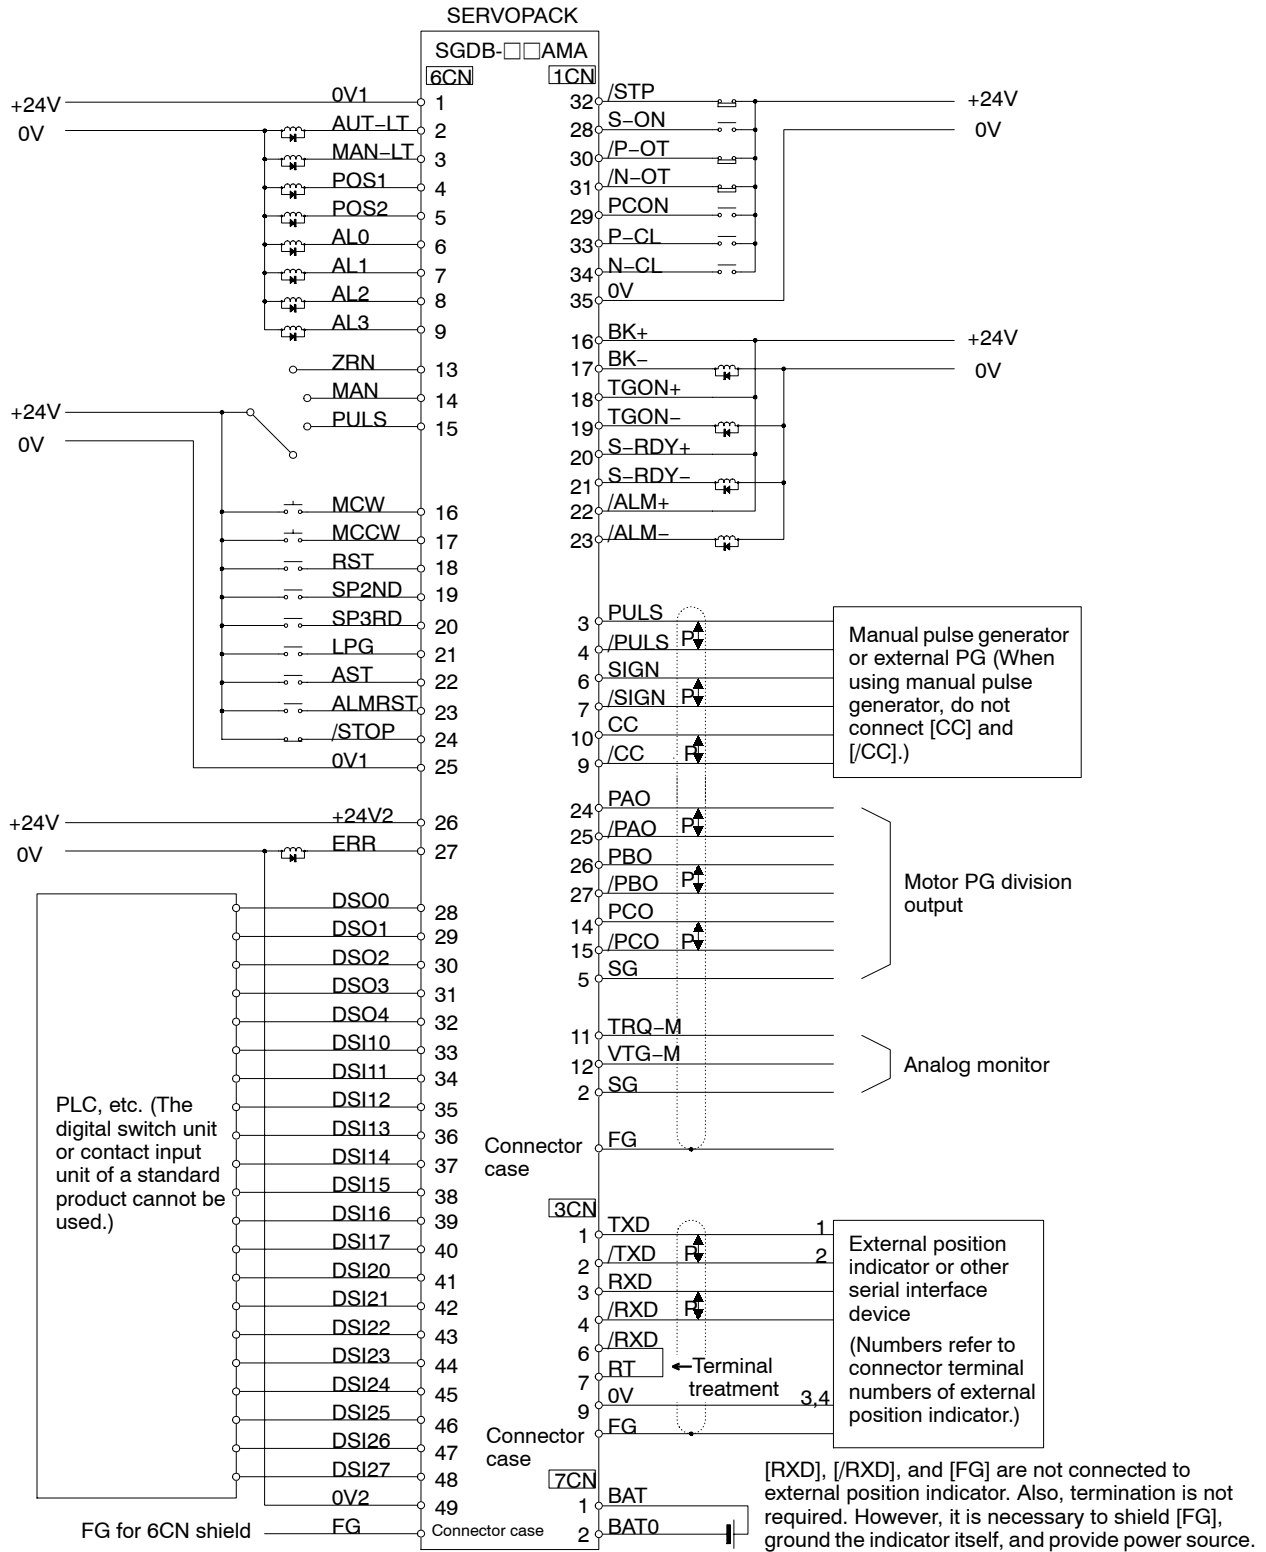 SERVOPACK
SGDB-□□AMA
6CN
1CN
+24V
0V1
1
0V
AUT−LT
2
MAN−LT
3
POS1
4
POS2
5
AL0
6
AL1
7
AL2
8
AL3
9
ZRN
13
MAN
14
+24V
PULS
15
0V
MCW
16
MCCW
17
RST
18
SP2ND
19
SP3RD
20
LPG
21
AST
22
ALMRST
23
/STOP
24
0V1
25
+24V
+24V2
26
0V
ERR
27
DSO0
28
DSO1
29
DSO2
30
DSO3
31
DSO4
32
DSI10
33
DSI11
34
DSI12
35
DSI13
36
DSI14
37
DSI15
38
DSI16
39
DSI17
40
DSI20
41
DSI21
42
DSI22
43
DSI23
44
DSI24
45
DSI25
46
DSI26
47
DSI27
48
0V2
49
PLC, etc. (The
digital switch unit
or contact input
unit of a standard
product cannot be
used.)
FG for 6CN shield
FG
Connector case
32
/STP
+24V
28
S−ON
0V
30
/P−OT
31
/N−OT
29
PCON
33
P−CL
34
N−CL
35
0V
16
BK+
+24V
17
BK−
0V
18
TGON+
19
TGON−
20
S−RDY+
21
S−RDY−
22
/ALM+
23
/ALM−
3
PULS
P
4
/PULS
6
SIGN
P
7
/SIGN
10
CC
P
9
/CC
Manual pulse generator
or external PG (When
using manual pulse
generator, do not
connect [CC] and
[/CC].)
24
PAO
P
25
/PAO
26
PBO
P
27
/PBO
14
PCO
P
15
/PCO
5
SG
Motor PG division
output
11
TRQ−M
12
VTG−M
2
SG
Analog monitor
Connector
case
FG
3CN
1
TXD
1
P
2
/TXD
2
3
RXD
P
4
/RXD
6
/RXD
7
RT
Terminal
treatment
9
0V
3,4
Connector
case
FG
External position
indicator or other
serial interface
device
(Numbers refer to
connector terminal
numbers of external
position indicator.)
7CN
1
BAT
2
BAT0
[RXD], [/RXD], and [FG] are not connected to
external position indicator. Also, termination is not
required. However, it is necessary to shield [FG],
ground the indicator itself, and provide power source.